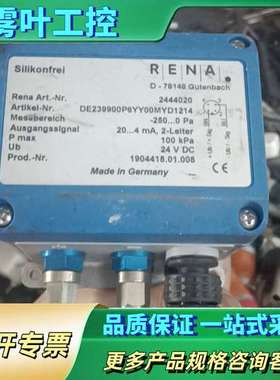 雾叶工控
Silikonfrei
RENA
D - 78148 Gütenbach
Rena Art.-Nr. 2444020
Artikel-Nr. DE239900P6YY00MYD1214
Messbereich -250...0 Pa
Ausgangssignal 20...4 mA, 2-Leiter
P max 100 kPa
Ub 24 V DC
Prod.-Nr. 1904418.01.008
Made in Germany
开专票
品质保证 一站式采
更多产品规格咨询客